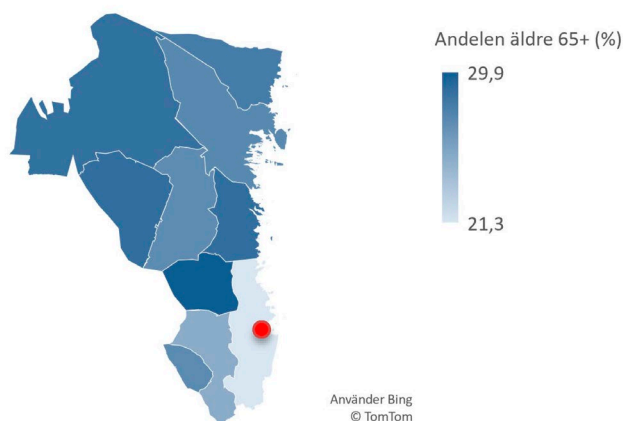 Andelen äldre 65+ (%)
29,9
21,3
Använder Bing
© TomTom